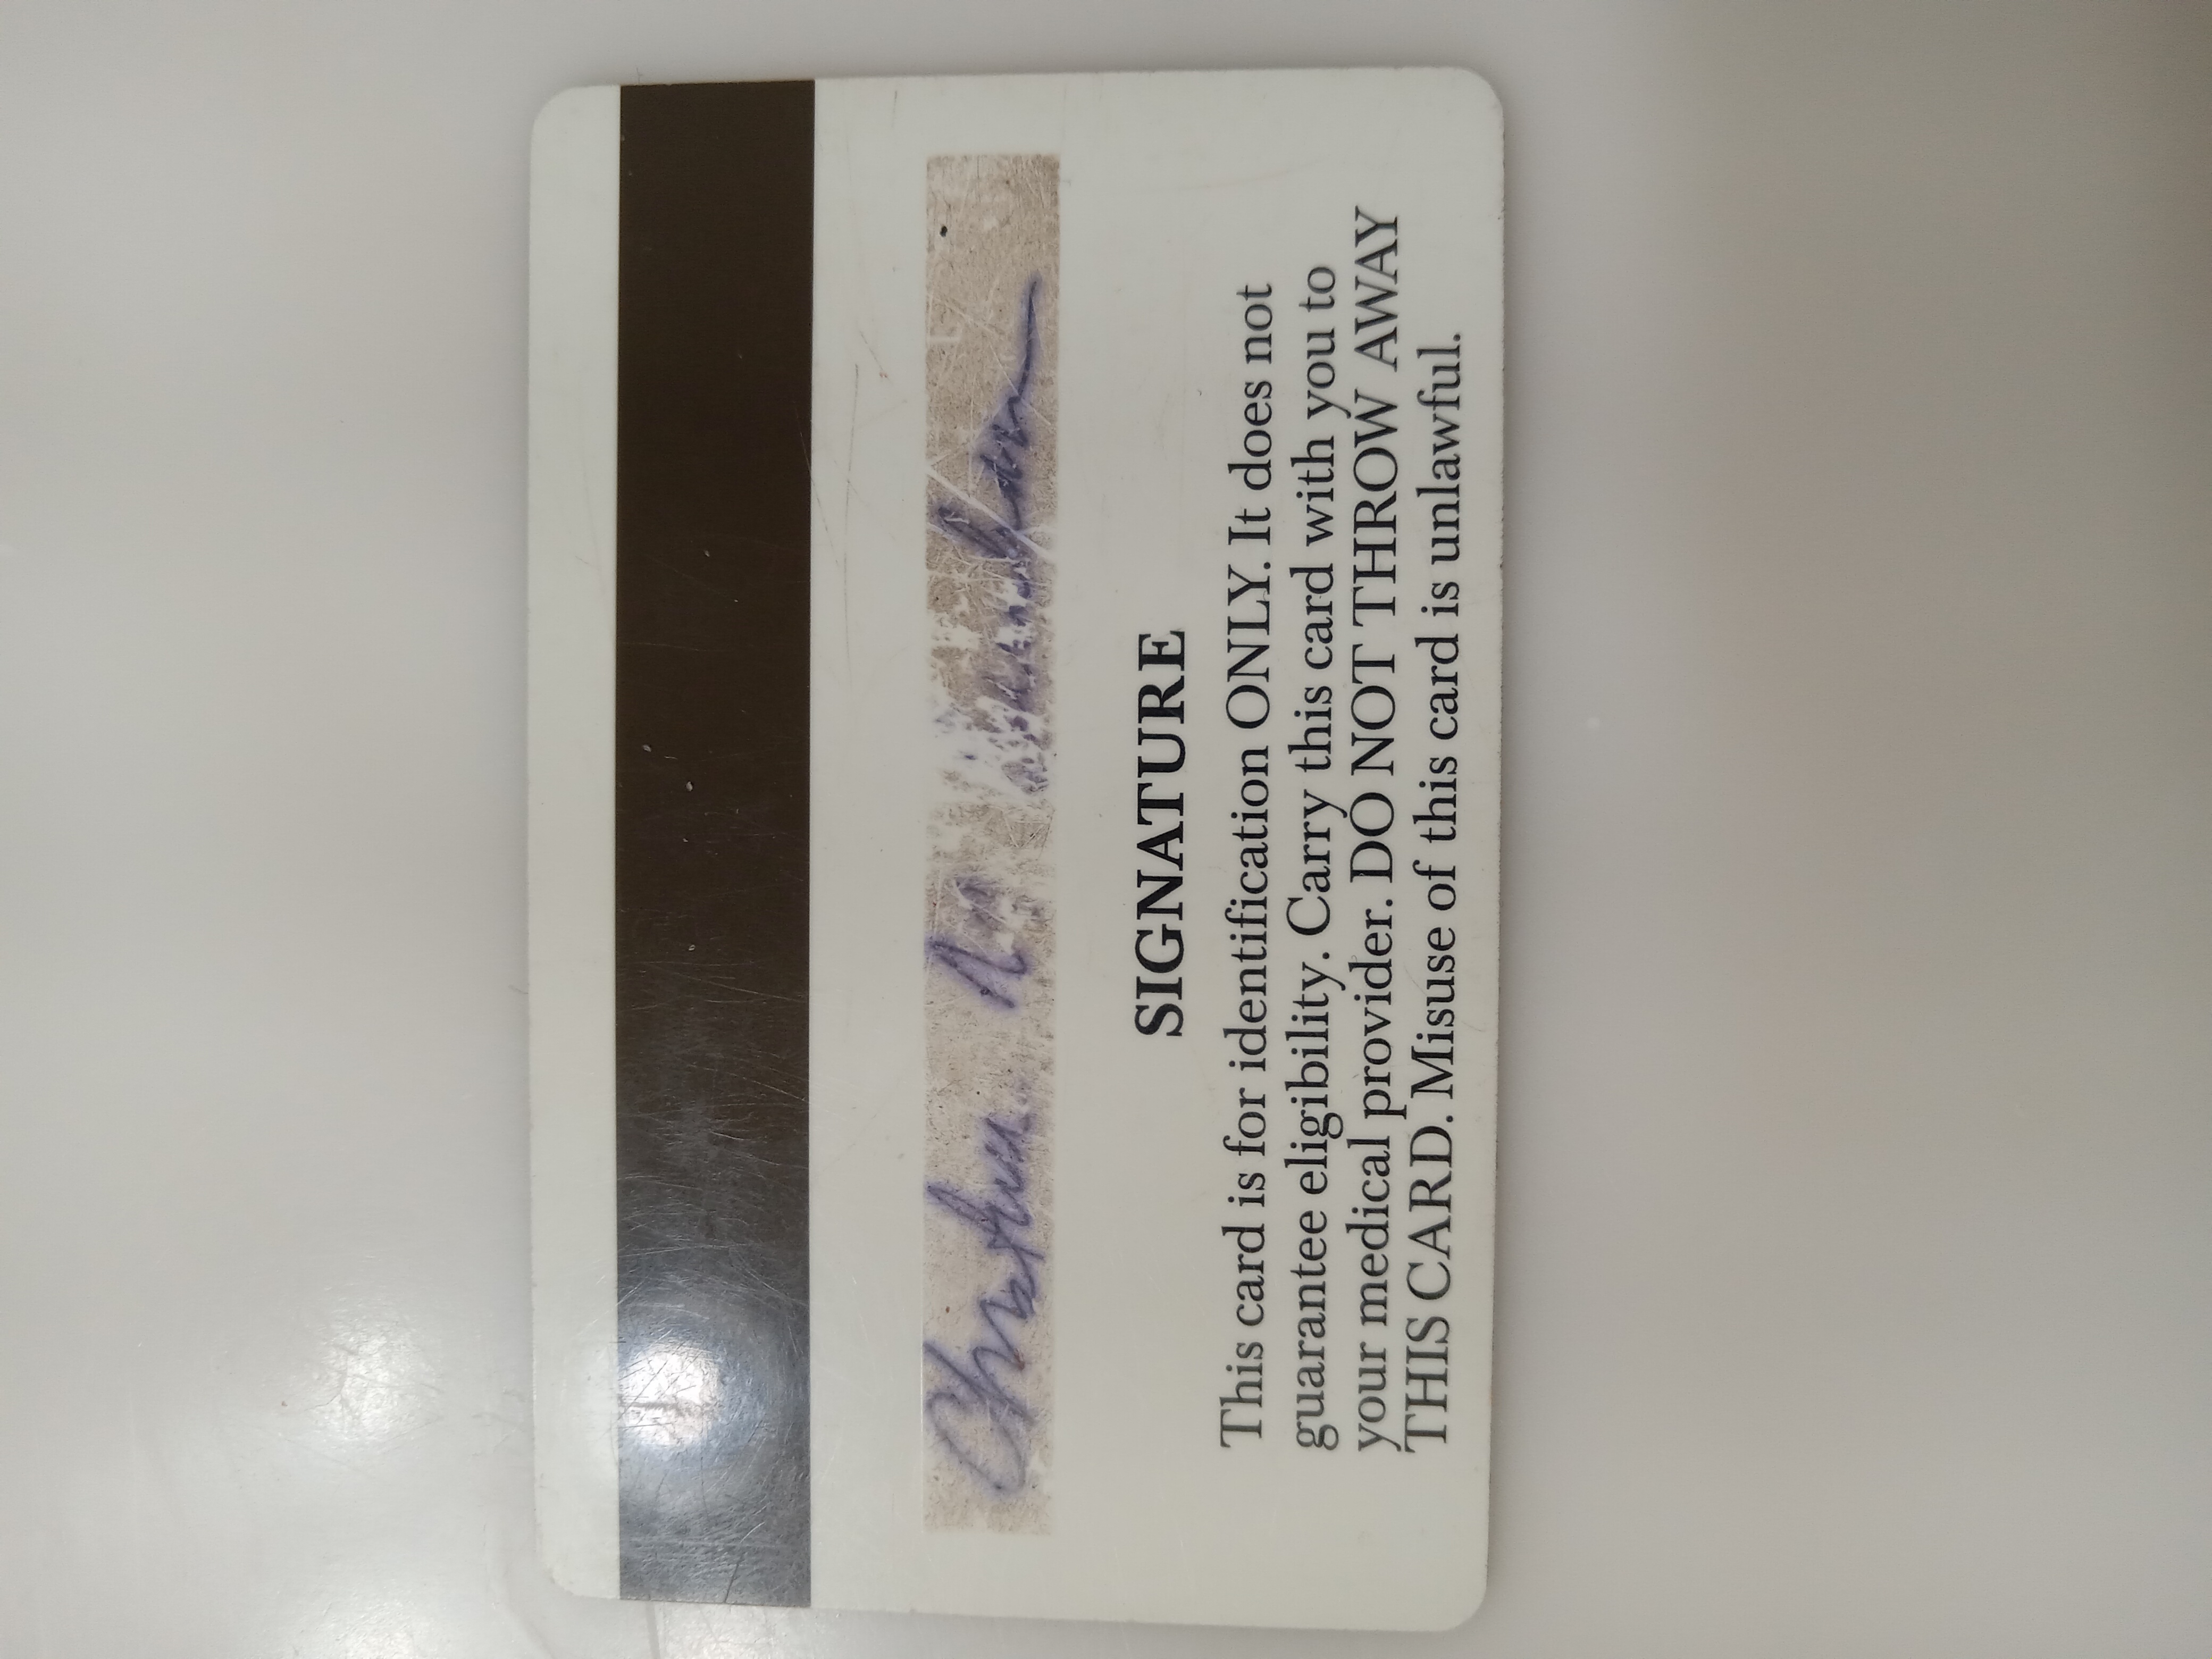 SIGNATURE
This card is for identification ONLY. It does not
guarantee eligibility. Carry this card with you to
your medical provider. DO NOT THROW AWAY
THIS CARD. Misuse of this card is unlawful.